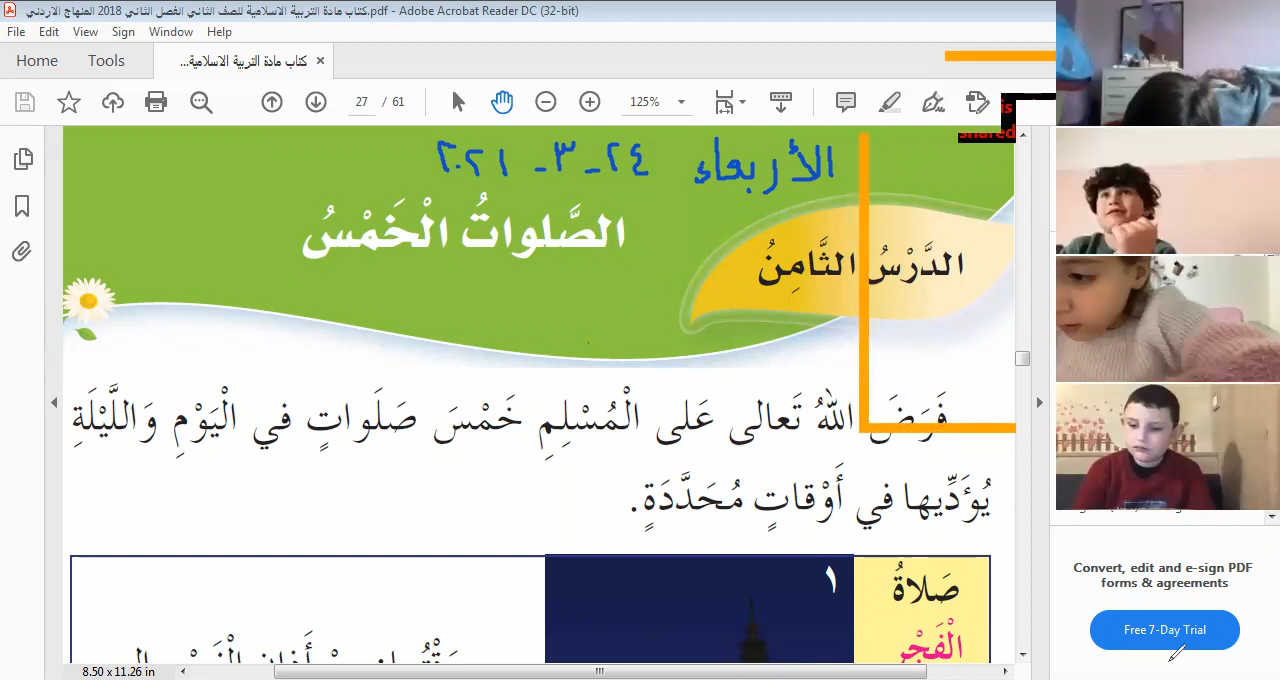 كتاب مادة التربية الاسلامية للصف الثاني الفصل الثاني 2018 المنهاج الاردني.pdf - Adobe Acrobat Reader DC (32-bit)
File Edit View Sign Window Help
Home Tools كتاب مادة التربية الاسلامية... ×
27 / 61 125%
is
shared
الأربعاء ٢٤-٣-٢٠٢١
الصَّلواتُ الْخَمْسُ
الدَّرْسُ الثَّامِنُ
فَرَضَ اللهُ تَعالى عَلى الْمُسْلِمِ خَمْسَ صَلَواتٍ في الْيَوْمِ وَاللَّيْلَةِ
يُؤَدِّيها في أَوْقاتٍ مُحَدَّدَةٍ.
صَلاةُ
الْفَجْرِ
١
8.50 x 11.26 in
Convert, edit and e-sign PDF
forms & agreements
Free 7-Day Trial